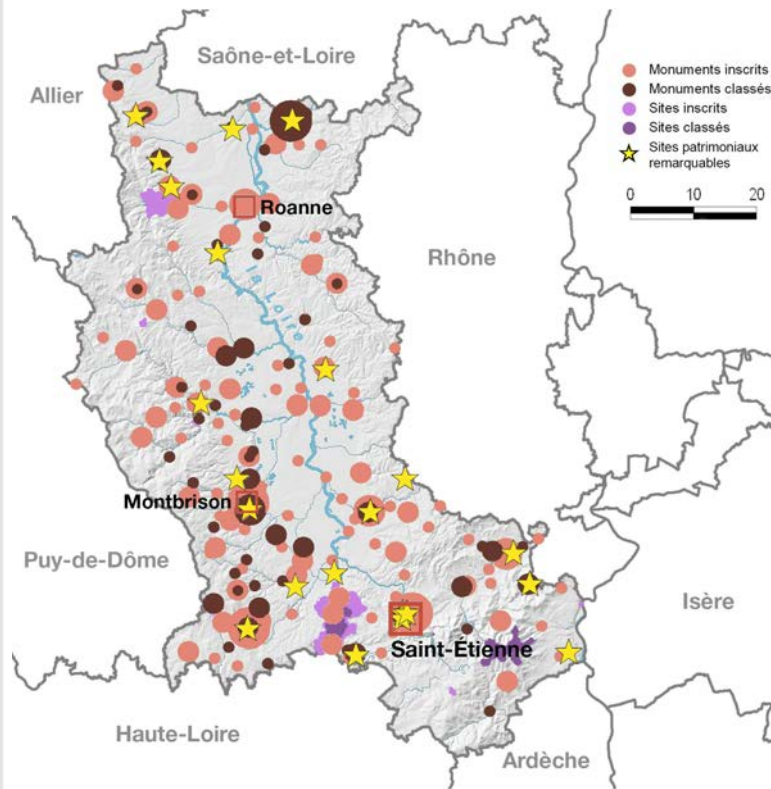 Saône-et-Loire
Allier
Monuments inscrits
Monuments classés
Sites inscrits
Sites classés
Sites patrimoniaux
remarquables
0 10 20
Roanne
Rhône
Loire
Montbrison
Puy-de-Dôme
Isère
Saint-Étienne
Haute-Loire
Ardèche